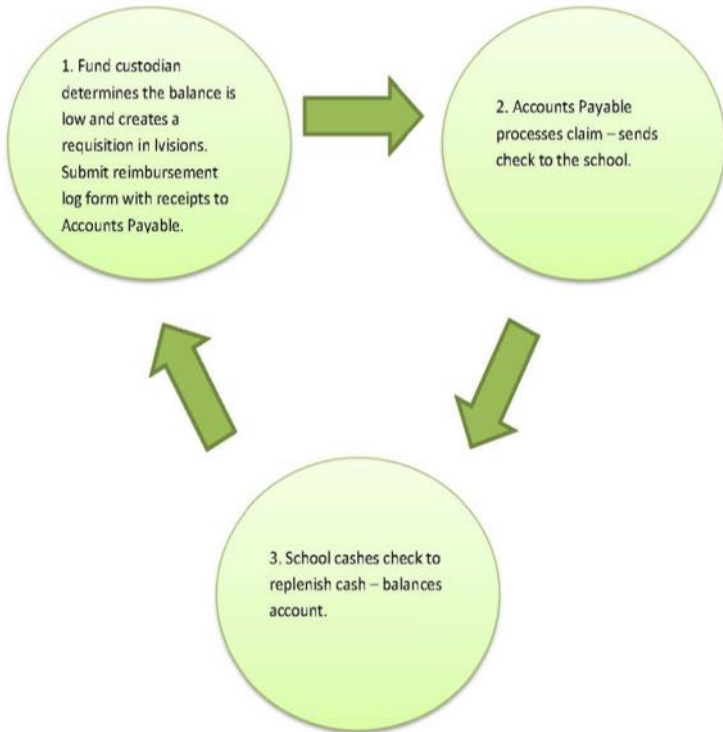 1. Fund custodian
determines the balance is
low and creates a
requisition in Ivisions.
Submit reimbursement
log form with receipts to
Accounts Payable.
2. Accounts Payable
processes claim – sends
check to the school.
3. School cashes check to
replenish cash – balances
account.